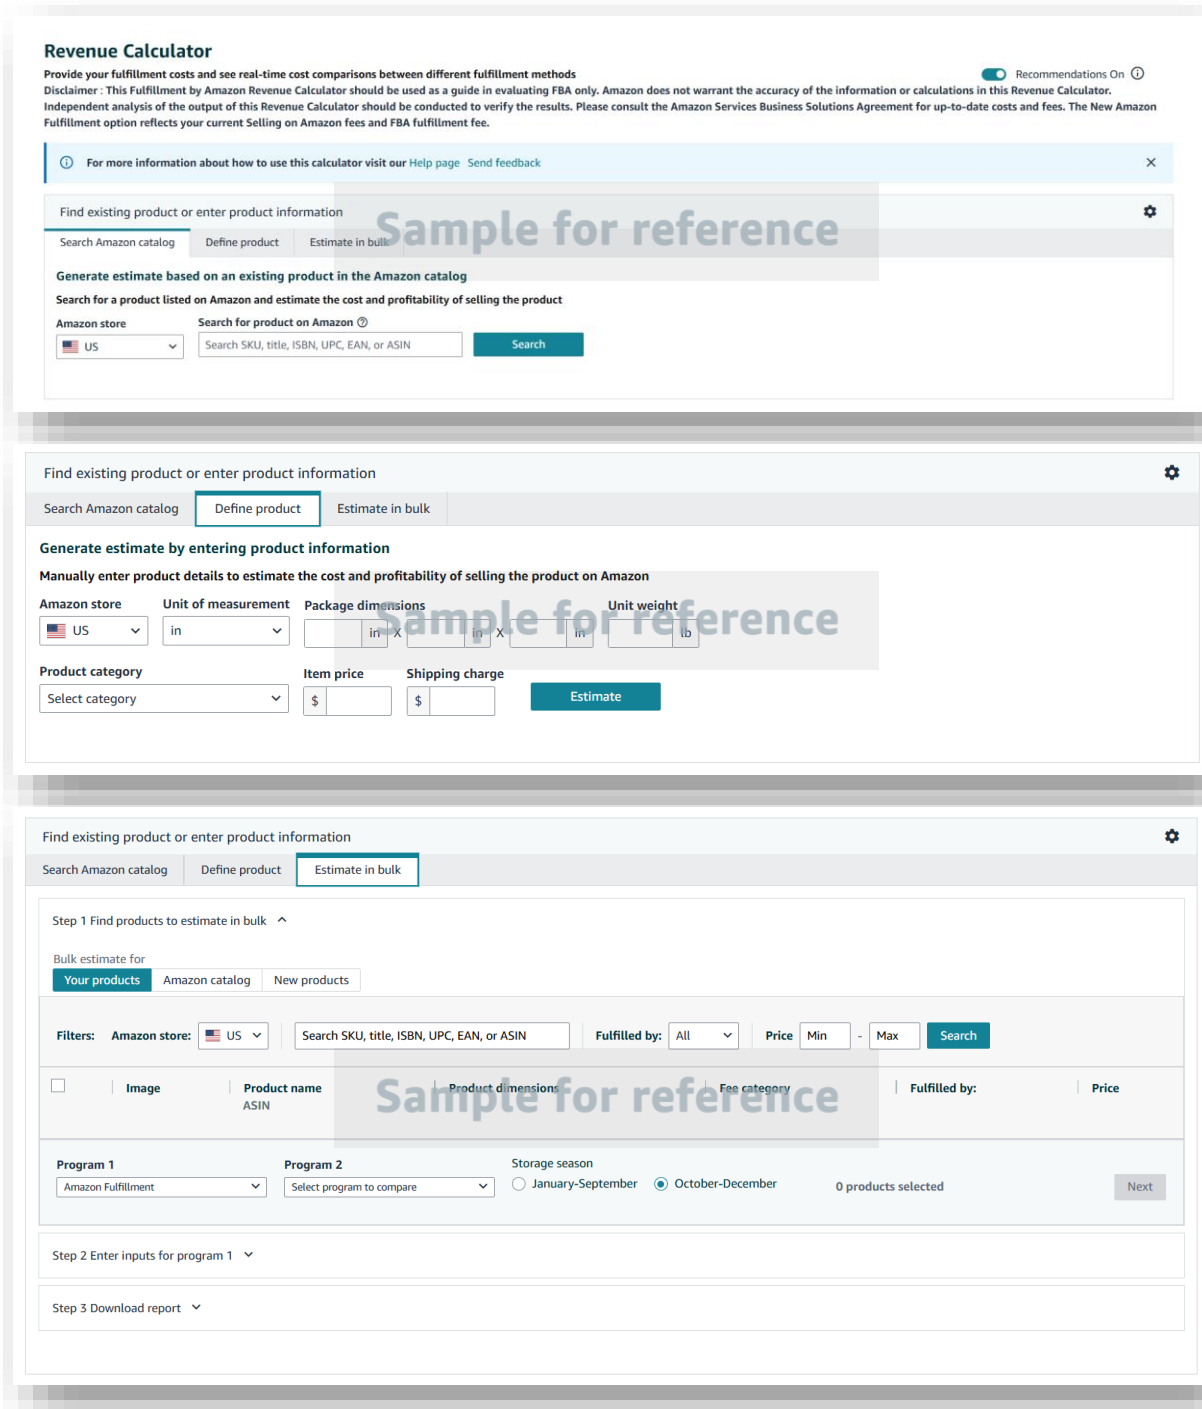 Revenue Calculator
Provide your fulfillment costs and see real-time cost comparisons between different fulfillment methods
Recommendations On
Disclaimer : This Fulfillment by Amazon Revenue Calculator should be used as a guide in evaluating FBA only. Amazon does not warrant the accuracy of the information or calculations in this Revenue Calculator.
Independent analysis of the output of this Revenue Calculator should be conducted to verify the results. Please consult the Amazon Services Business Solutions Agreement for up-to-date costs and fees. The New Amazon
Fulfillment option reflects your current Selling on Amazon fees and FBA fulfillment fee.
For more information about how to use this calculator visit our Help page Send feedback
Find existing product or enter product information
Sample for reference
Search Amazon catalog Define product Estimate in bulk
Generate estimate based on an existing product in the Amazon catalog
Search for a product listed on Amazon and estimate the cost and profitability of selling the product
Amazon store Search for product on Amazon
US Search SKU, title, ISBN, UPC, EAN, or ASIN Search
Find existing product or enter product information
Search Amazon catalog Define product Estimate in bulk
Generate estimate by entering product information
Manually enter product details to estimate the cost and profitability of selling the product on Amazon
Amazon store Unit of measurement Package dimensions Unit weight
Sample for reference
US in in X in X in lb
Product category Item price Shipping charge
Select category $ $ Estimate
Find existing product or enter product information
Search Amazon catalog Define product Estimate in bulk
Step 1 Find products to estimate in bulk
Bulk estimate for
Your products Amazon catalog New products
Filters: Amazon store: US Search SKU, title, ISBN, UPC, EAN, or ASIN Fulfilled by: All Price Min - Max Search
Image Product name Product dimensions Fee category Fulfilled by: Price
ASIN
Sample for reference
Program 1 Program 2 Storage season
Amazon Fulfillment Select program to compare January-September October-December 0 products selected Next
Step 2 Enter inputs for program 1
Step 3 Download report